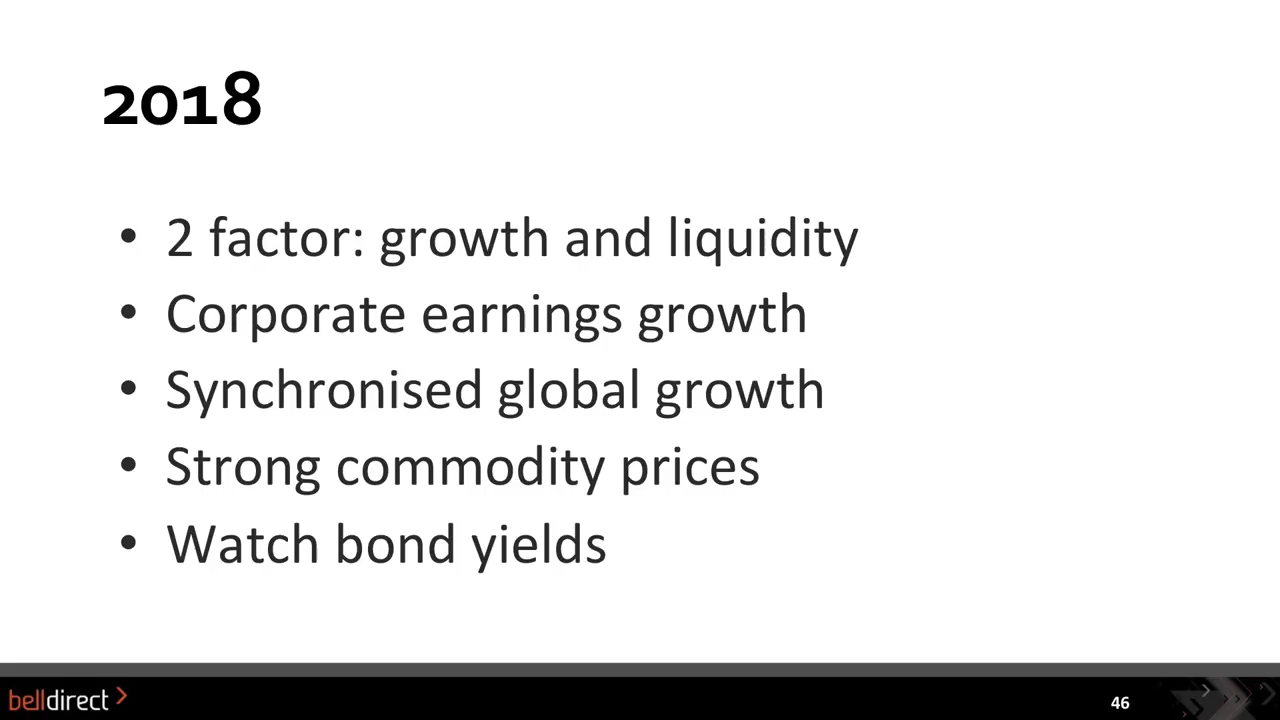 2018
• 2 factor: growth and liquidity
• Corporate earnings growth
• Synchronised global growth
• Strong commodity prices
• Watch bond yields
belldirect
46